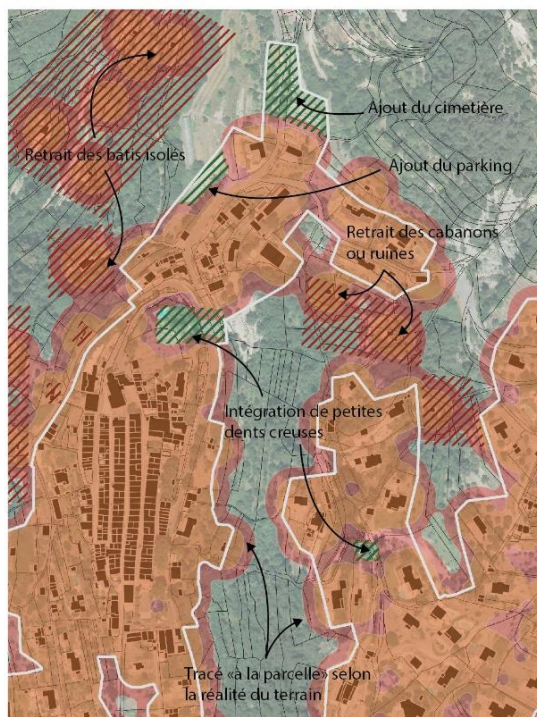 Ajout du cimetière
Retrait des bâtis isolés
Ajout du parking
Retrait des cabanons
ou ruines
Intégration de petites
dents creuses
Tracé «à la parcelle» selon
la réalité du terrain